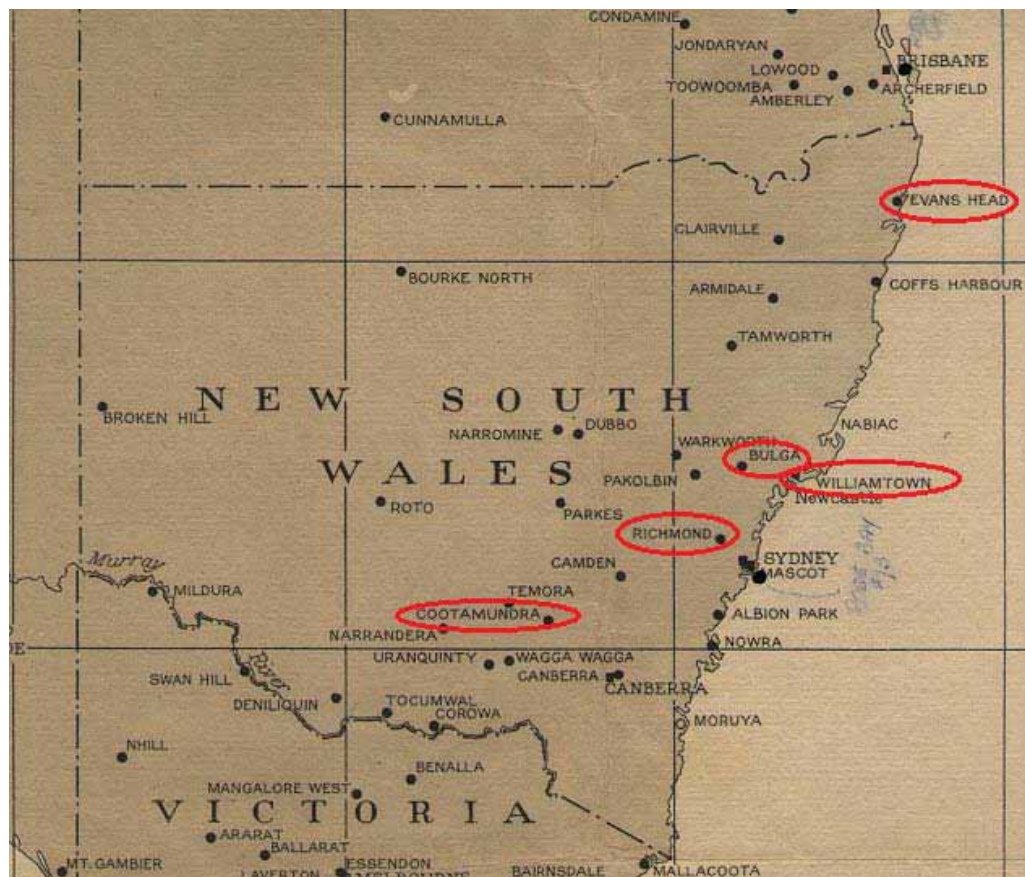 CONDAMINE
JONDARYAN
BRISBANE
LOWOOD
TOOWOOMBA
ARCHERFIELD
AMBERLEY
CUNNAMULLA
EVANS HEAD
CLAIRVILLE
BOURKE NORTH
ARMIDALE
COFFS HARBOUR
TAMWORTH
NEW SOUTH
BROKEN HILL
DUBBO
NARROMINE
NABIAC
WARKWORTH
BULGA
WALES
PAKOLBIN
WILLIAMTOWN
Newcastle
ROTO
PARKES
RICHMOND
Murray
CAMDEN
SYDNEY
MASCOT
MILDURA
TEMORA
COOTAMUNDRA
ALBION PARK
NARRANDERA
NOWRA
URANQUINTY
WAGGA WAGGA
SWAN HILL
River
CANBERRA
CANBERRA
DENILIQUIN
TOCUMWAL
COROWA
MORUYA
NHILL
BENALLA
MANGALORE WEST
VICTORIA
ARARAT
BALLARAT
MT. GAMBIER
ESSENDON
BAIRNSDALE
MALLACOOTA
LAVERTON
MELBOURNE